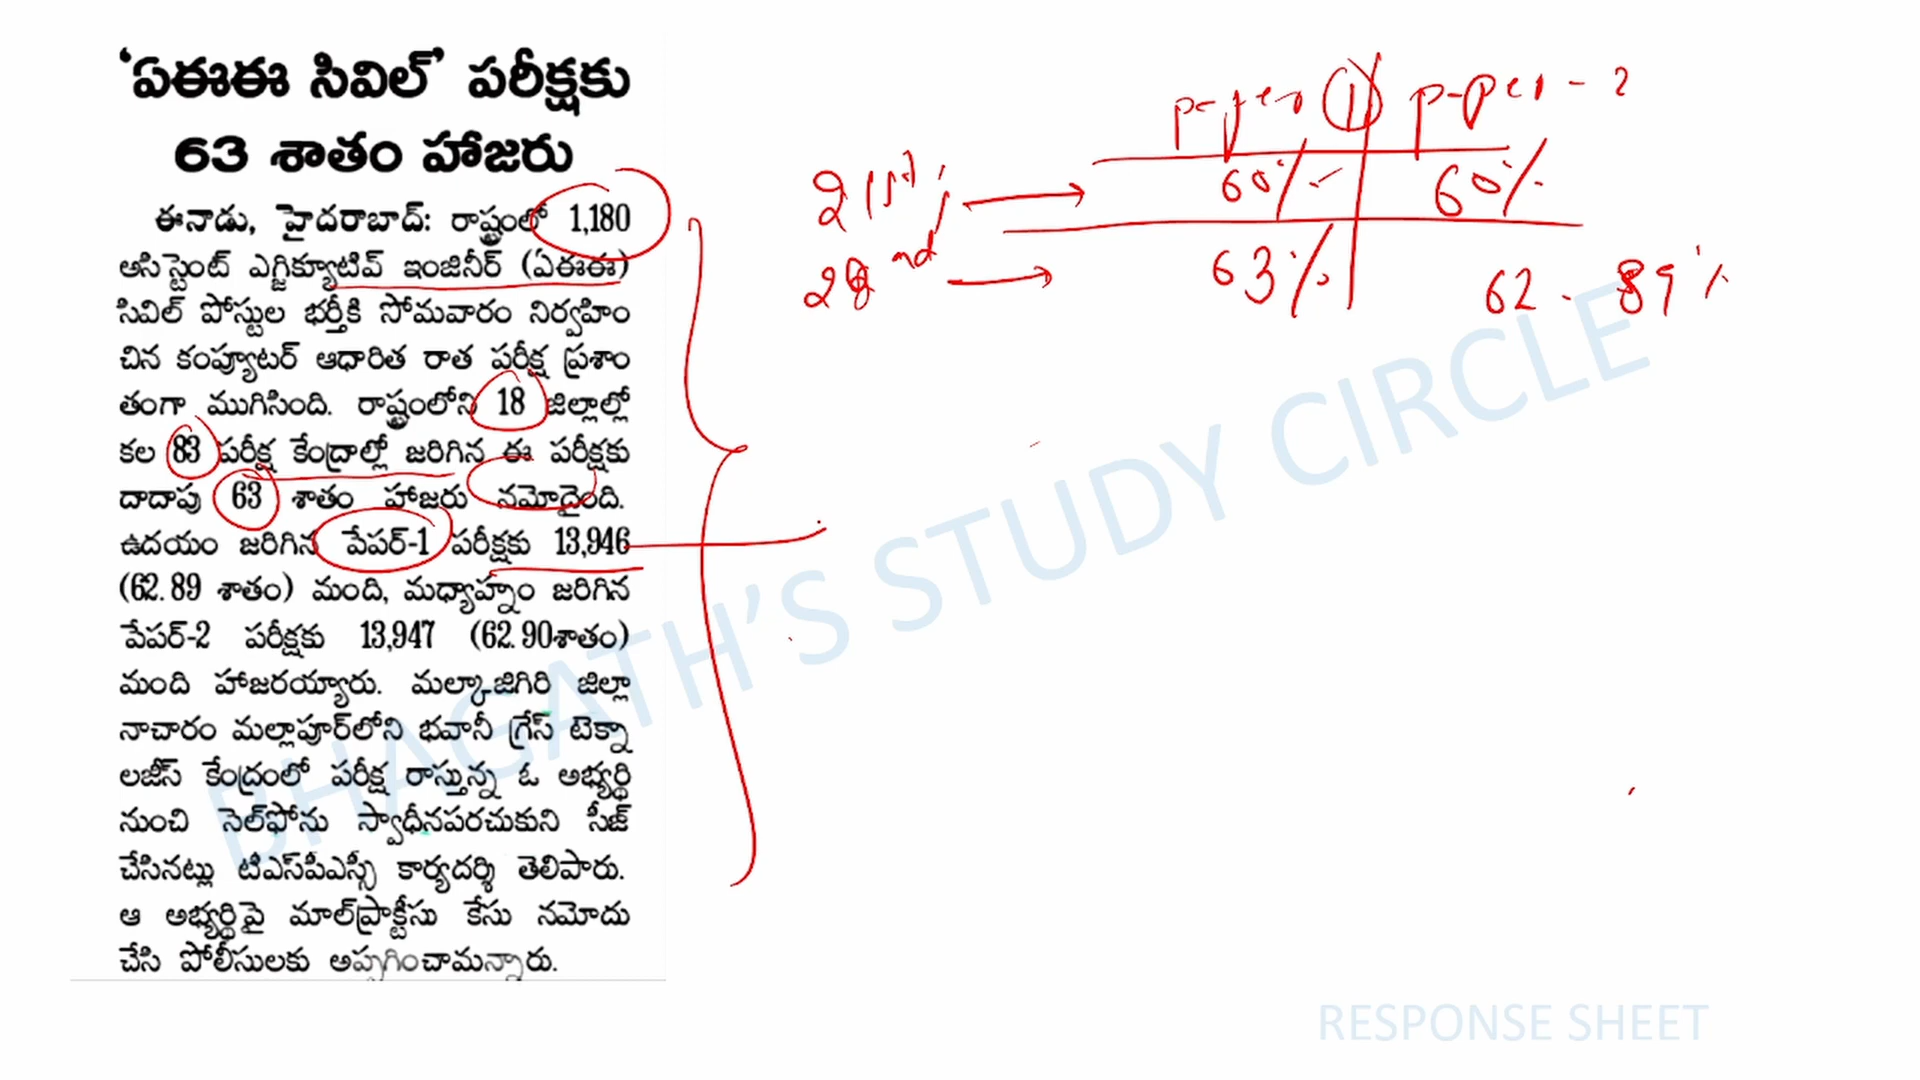 ‘ఏఈఈ సివిల్’ పరీక్షకు
63 శాతం హాజరు
ఈనాడు, హైదరాబాద్: రాష్ట్రంలో 1,180
అసిస్టెంట్ ఎగ్జిక్యూటివ్ ఇంజినీర్ (ఏఈఈ)
సివిల్ పోస్టుల భర్తీకి సోమవారం నిర్వహిం
చిన కంప్యూటర్ ఆధారిత రాత పరీక్ష ప్రశాం
తంగా ముగిసింది. రాష్ట్రంలోని 18 జిల్లాల్లో
కల 83 పరీక్ష కేంద్రాల్లో జరిగిన ఈ పరీక్షకు
దాదాపు 63 శాతం హాజరు నమోదైంది.
ఉదయం జరిగిన పేపర్-1 పరీక్షకు 13,946
(62.89 శాతం) మంది, మధ్యాహ్నం జరిగిన
పేపర్-2 పరీక్షకు 13,947 (62.90శాతం)
మంది హాజరయ్యారు. మల్కాజిగిరి జిల్లా
నాచారం మల్లాపూర్‌లోని భవానీ గ్రేస్ టెక్నా
లజీస్ కేంద్రంలో పరీక్ష రాస్తున్న ఓ అభ్యర్థి
నుంచి సెల్‌ఫోను స్వాధీనపరచుకుని సీజ్
చేసినట్లు టీఎస్‌పీఎస్సీ కార్యదర్శి తెలిపారు.
ఆ అభ్యర్థిపై మాల్‌ప్రాక్టీసు కేసు నమోదు
చేసి పోలీసులకు అప్పగించామన్నారు.
paper 1 paper - 2
21st 60% 60%
22nd 63% 62.89%
BHAGATH'S STUDY CIRCLE
RESPONSE SHEET